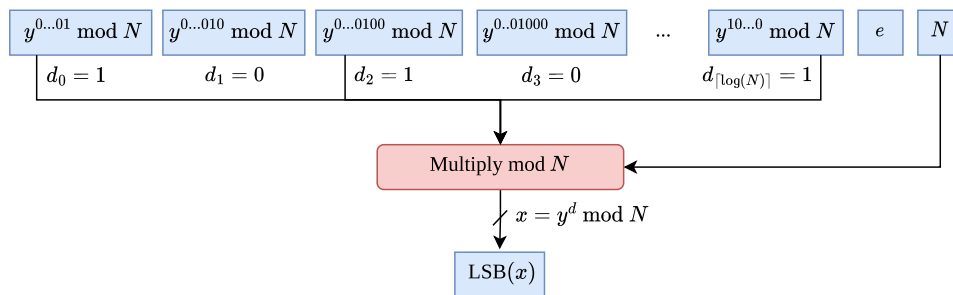 y^{0...01} mod N   y^{0...010} mod N   y^{0...0100} mod N   y^{0..01000} mod N   ...   y^{10...0} mod N   e   N
d_0 = 1   d_1 = 0   d_2 = 1   d_3 = 0   d_{⌈log(N)⌉} = 1
Multiply mod N
x = y^d mod N
LSB(x)